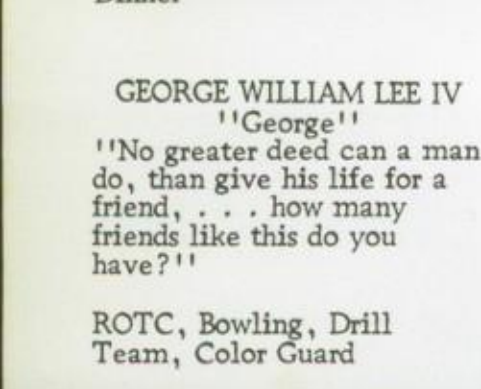 GEORGE WILLIAM LEE IV
''George''
''No greater deed can a man
do, than give his life for a
friend, . . . how many
friends like this do you
have?''
ROTC, Bowling, Drill
Team, Color Guard